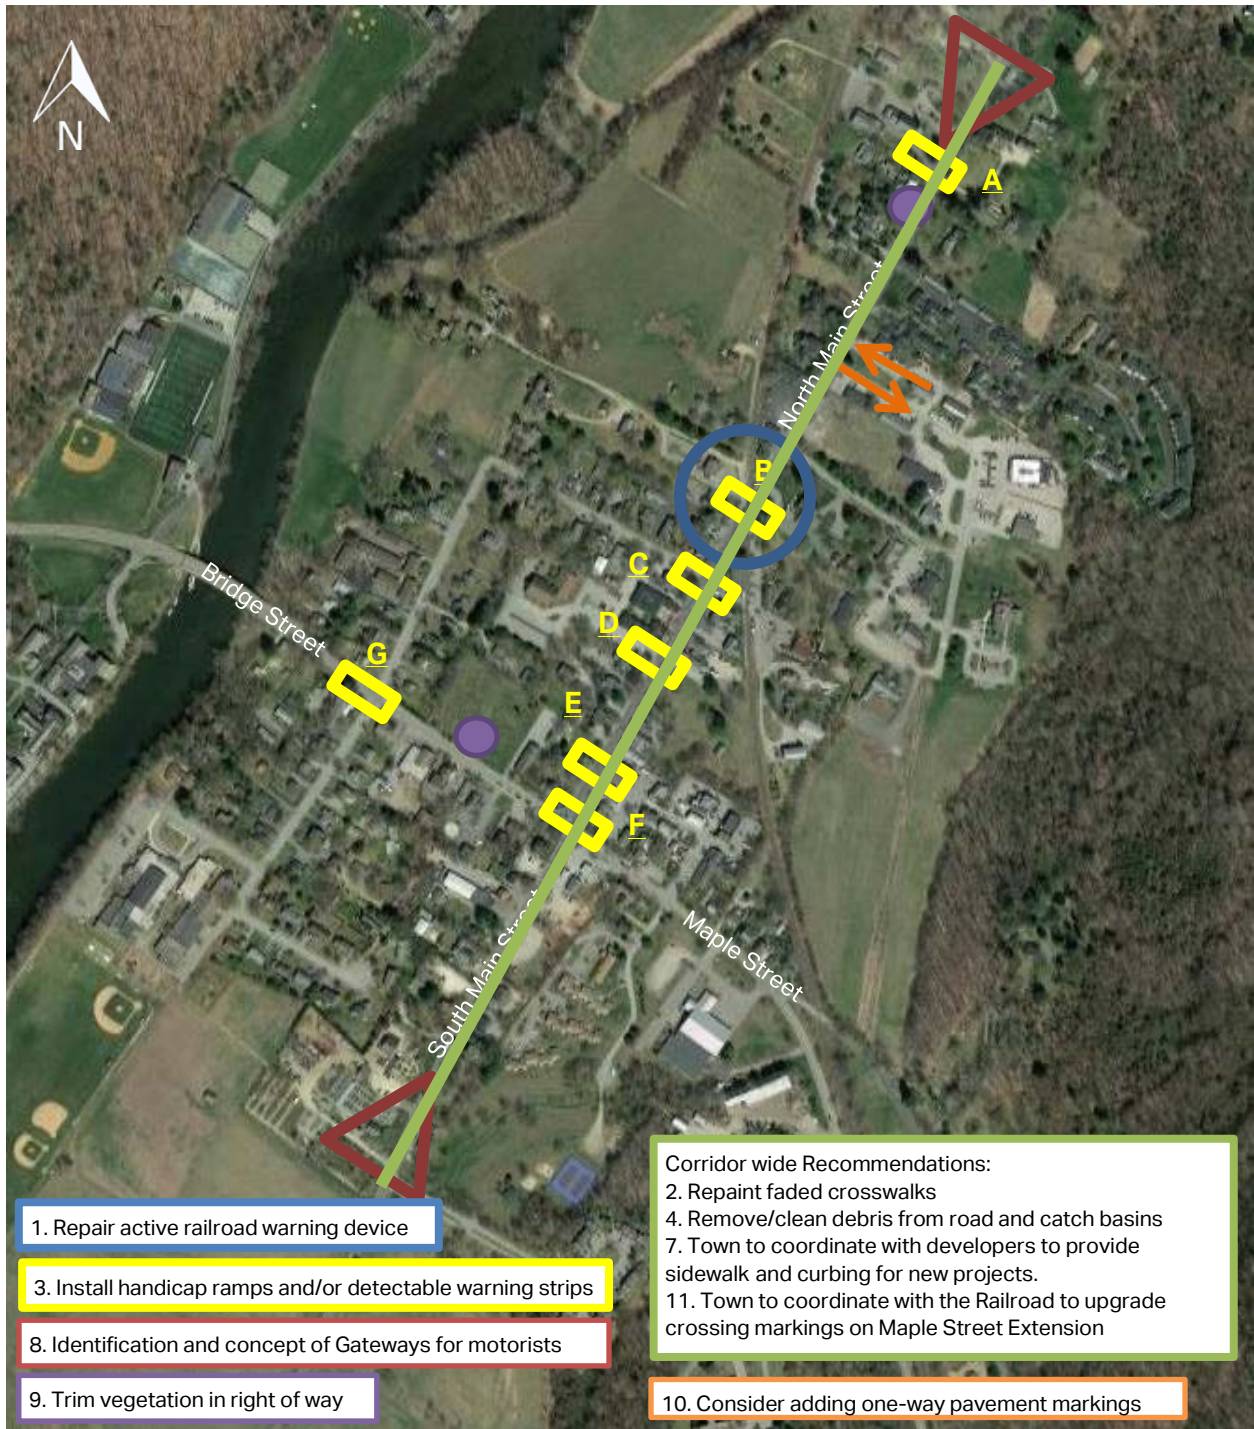 N
A
North Main Street
B
C
D
Bridge Street
G
E
F
South Main Street
Maple Street
Corridor wide Recommendations:
2. Repaint faded crosswalks
4. Remove/clean debris from road and catch basins
7. Town to coordinate with developers to provide
sidewalk and curbing for new projects.
11. Town to coordinate with the Railroad to upgrade
crossing markings on Maple Street Extension
1. Repair active railroad warning device
3. Install handicap ramps and/or detectable warning strips
8. Identification and concept of Gateways for motorists
9. Trim vegetation in right of way
10. Consider adding one-way pavement markings